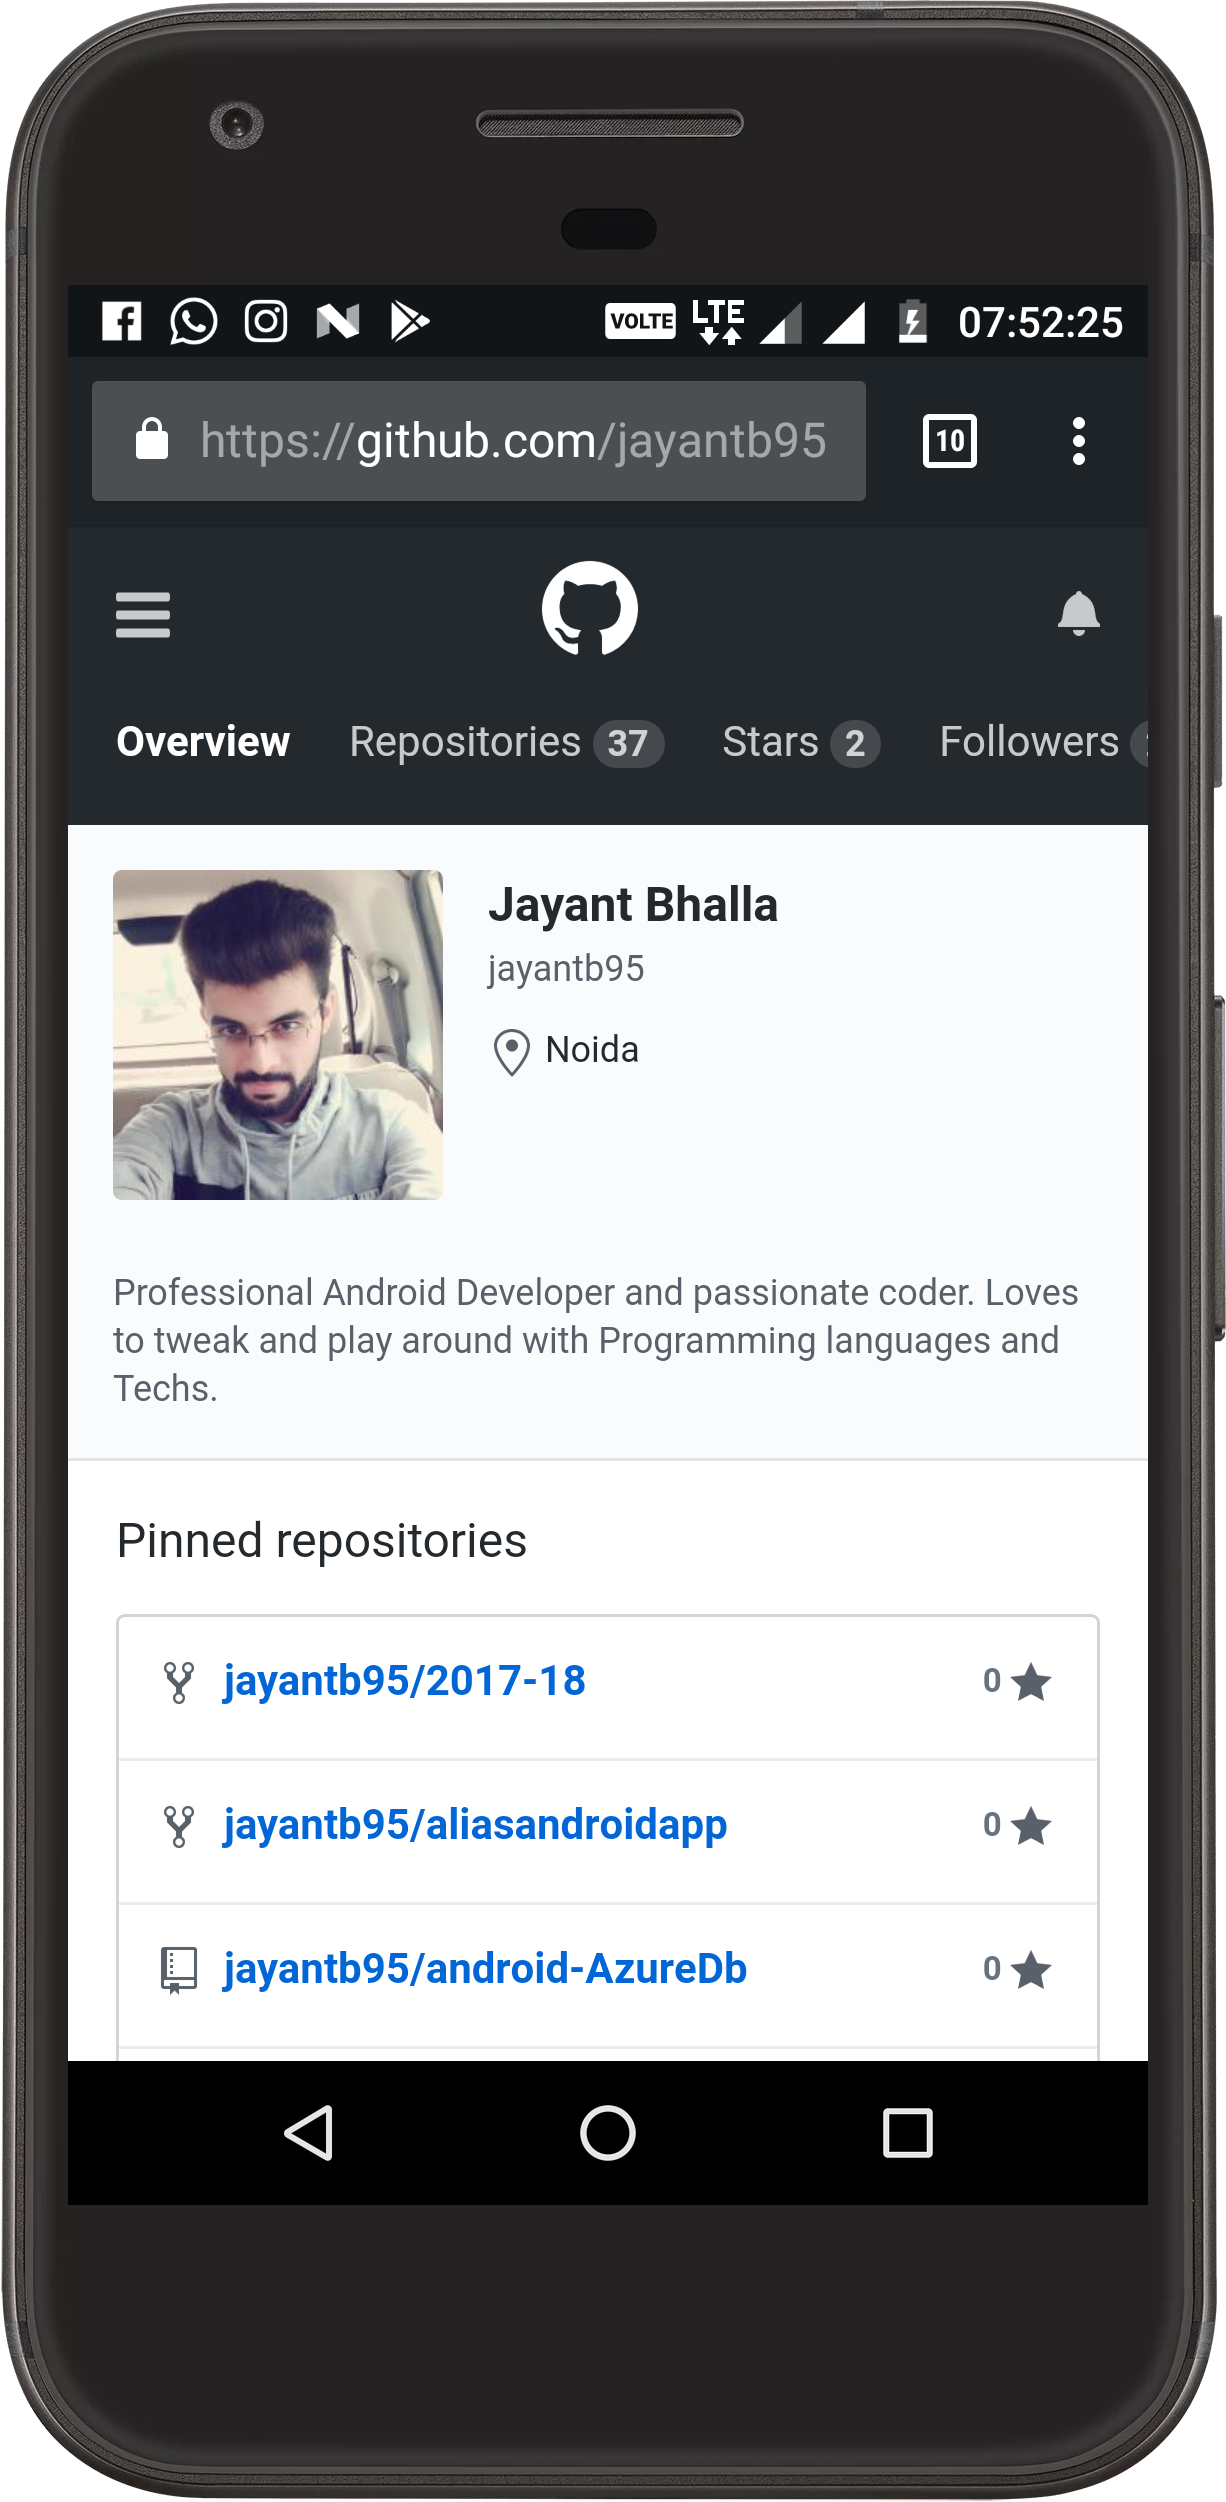 VOLTE LTE 07:52:25
https://github.com/jayantb95 10
Overview Repositories 37 Stars 2 Followers
Jayant Bhalla
jayantb95
Noida
Professional Android Developer and passionate coder. Loves
to tweak and play around with Programming languages and
Techs.
Pinned repositories
jayantb95/2017-18 0
jayantb95/aliasandroidapp 0
jayantb95/android-AzureDb 0